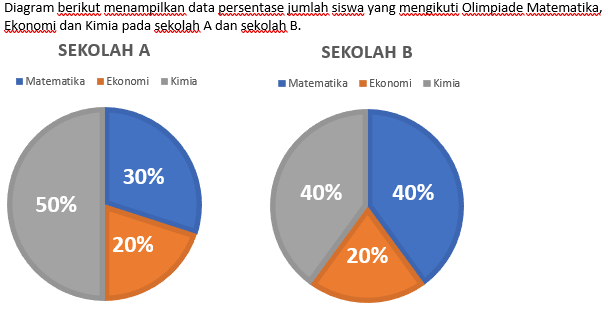 Diagram berikut menampilkan data persentase jumlah siswa yang mengikuti Olimpiade Matematika,
Ekonomi dan Kimia pada sekolah A dan sekolah B.
SEKOLAH A
Matematika Ekonomi Kimia
30%
50%
20%
SEKOLAH B
Matematika Ekonomi Kimia
40% 40%
20%